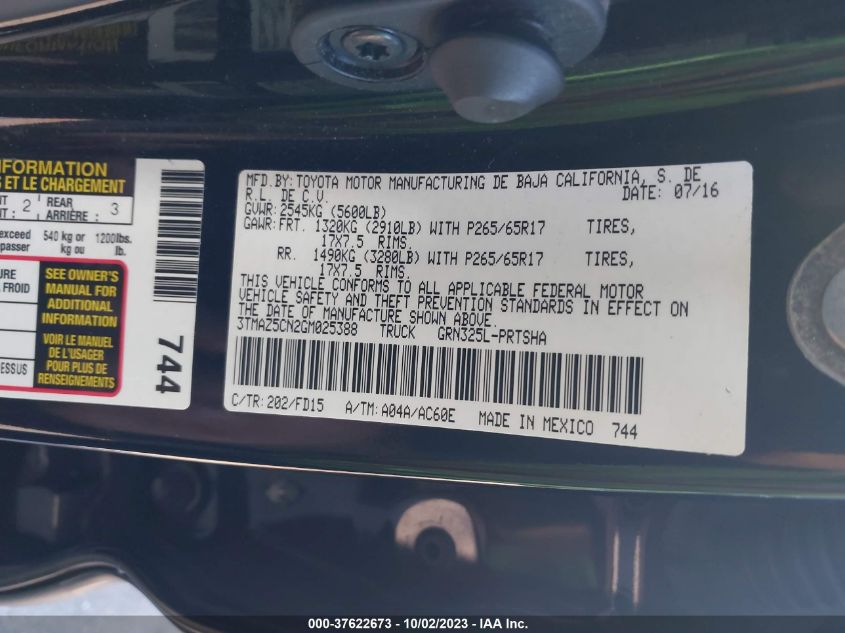 INFORMATION
S ET LE CHARGEMENT
NT 2 REAR 3
NT : ARRIÈRE :
exceed 540 kg or 1200lbs.
passer kg ou lb.
SEE OWNER'S
MANUAL FOR
ADDITIONAL
INFORMATION
VOIR LE MANUEL
DE L'USAGER
POUR PLUS DE
RENSEIGNEMENTS
744
MFD.BY:TOYOTA MOTOR MANUFACTURING DE BAJA CALIFORNIA, S. DE
R.L. DE C.V. DATE: 07/16
GVWR:2545KG (5600LB)
GAWR:FRT. 1320KG (2910LB) WITH P265/65R17 TIRES,
17X7.5 RIMS.
RR. 1490KG (3280LB) WITH P265/65R17 TIRES,
17X7.5 RIMS.
THIS VEHICLE CONFORMS TO ALL APPLICABLE FEDERAL MOTOR
VEHICLE SAFETY AND THEFT PREVENTION STANDARDS IN EFFECT ON
THE DATE OF MANUFACTURE SHOWN ABOVE.
3TMAZ5CN2GM025388 TRUCK GRN325L-PRTSHA
C/TR:202/FD15 A/TM:A04A/AC60E MADE IN MEXICO 744
000-37622673 - 10/02/2023 - IAA Inc.